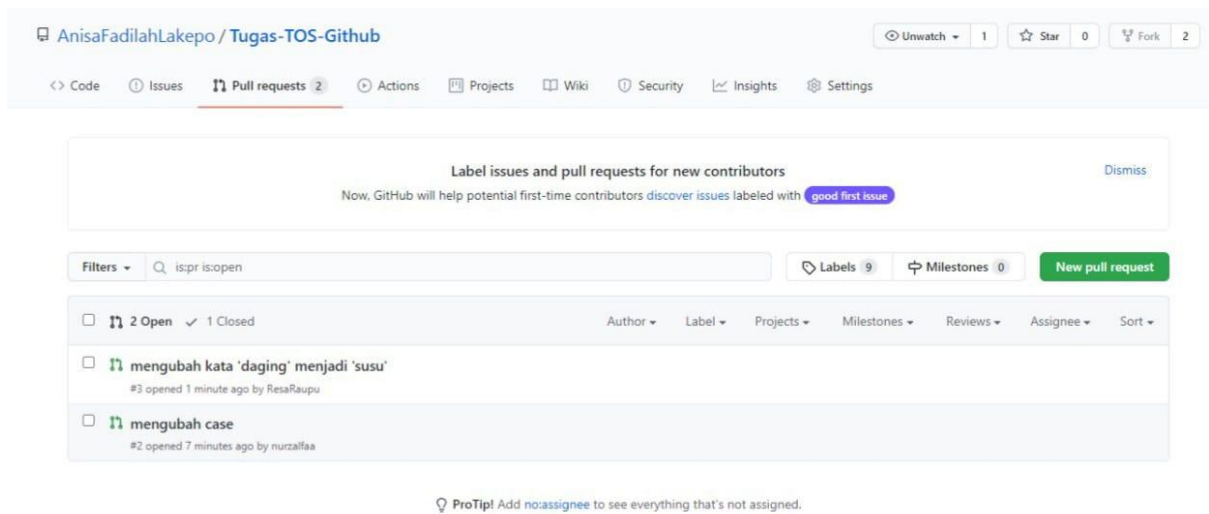 AnisaFadilahLakepo / Tugas-TOS-Github Unwatch 1 Star 0 Fork 2
<> Code Issues Pull requests 2 Actions Projects Wiki Security Insights Settings
Label issues and pull requests for new contributors Dismiss
Now, GitHub will help potential first-time contributors discover issues labeled with good first issue
Filters is:pr is:open Labels 9 Milestones 0 New pull request
2 Open 1 Closed Author Label Projects Milestones Reviews Assignee Sort
mengubah kata 'daging' menjadi 'susu'
#3 opened 1 minute ago by ResaRaupu
mengubah case
#2 opened 7 minutes ago by nurzalfaa
ProTip! Add no:assignee to see everything that's not assigned.